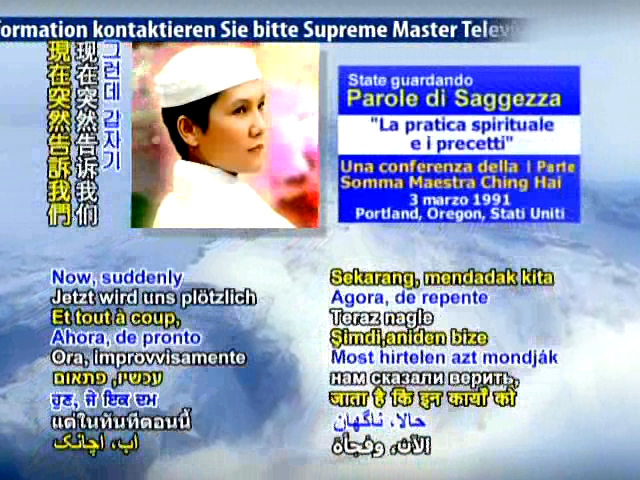 formation kontaktieren Sie bitte Supreme Master Tele
現在突然告訴我們
现在突然告诉我们
그런데 갑자기
State guardando
Parole di Saggezza
"La pratica spirituale
e i precetti"
Una conferenza della I Parte
Somma Maestra Ching Hai
3 marzo 1991
Portland, Oregon, Stati Uniti
Now, suddenly
Jetzt wird uns plötzlich
Et tout à coup,
Ahora, de pronto
Ora, improvvisamente
עכשיו, פתאום
ਹੁਣ, ਜੇ ਇਕ ਦਮ
แต่ในทันทีตอนนี้
اب، اچانک
Sekarang, mendadak kita
Agora, de repente
Teraz nagle
Şimdi,aniden bize
Most hirtelen azt mondják
нам сказали верить,
जाता है कि इन कार्यों को
حالا، ناگهان
الآن، وفجأة